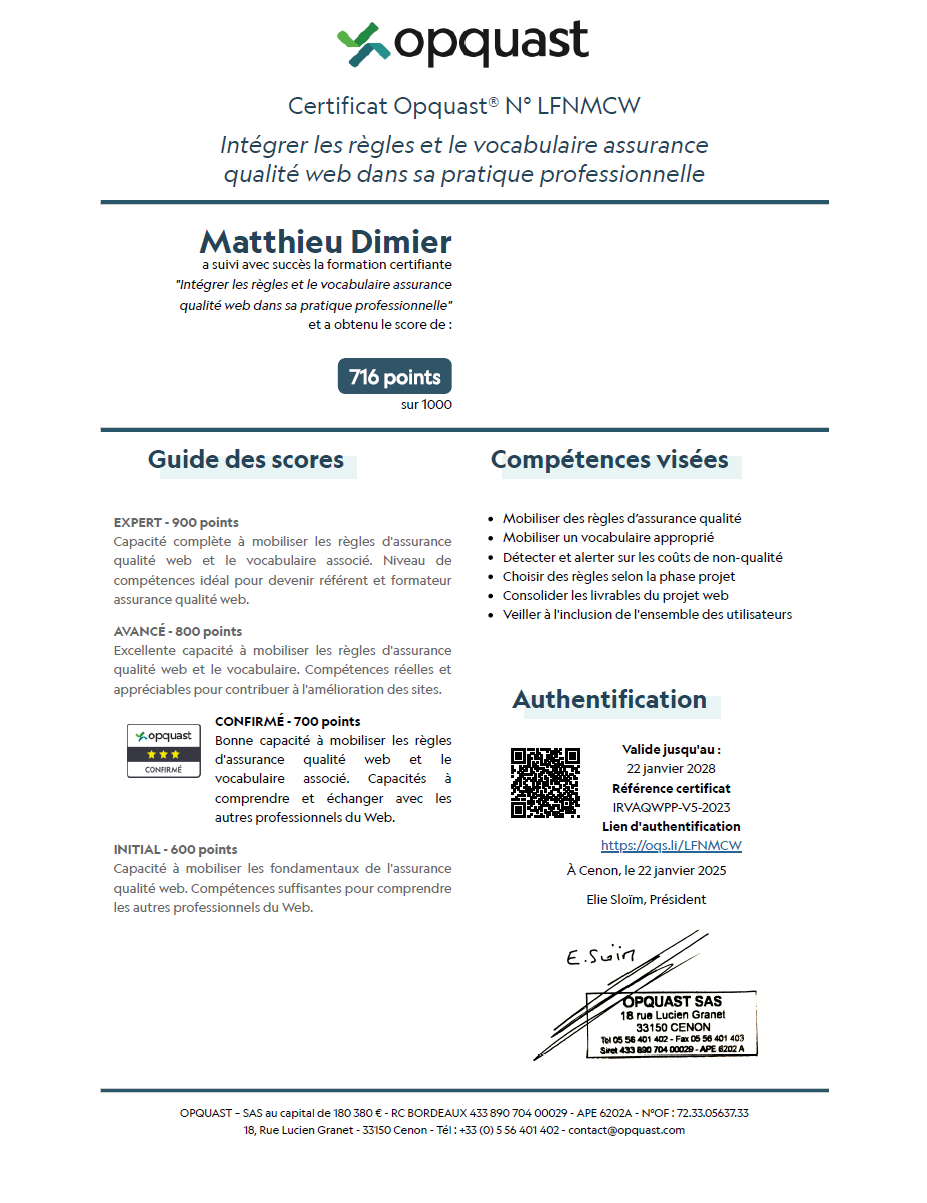 opquast
Certificat Opquast® N° LFNMCW
Intégrer les règles et le vocabulaire assurance
qualité web dans sa pratique professionnelle
Matthieu Dimier
a suivi avec succès la formation certifiante
"Intégrer les règles et le vocabulaire assurance
qualité web dans sa pratique professionnelle"
et a obtenu le score de :
716 points
sur 1000
Guide des scores
EXPERT - 900 points
Capacité complète à mobiliser les règles d'assurance
qualité web et le vocabulaire associé. Niveau de
compétences idéal pour devenir référent et formateur
assurance qualité web.
AVANCÉ - 800 points
Excellente capacité à mobiliser les règles d'assurance
qualité web et le vocabulaire. Compétences réelles et
appréciables pour contribuer à l'amélioration des sites.
opquast
CONFIRMÉ
CONFIRMÉ - 700 points
Bonne capacité à mobiliser les règles
d'assurance qualité web et le
vocabulaire associé. Capacités à
comprendre et échanger avec les
autres professionnels du Web.
INITIAL - 600 points
Capacité à mobiliser les fondamentaux de l'assurance
qualité web. Compétences suffisantes pour comprendre
les autres professionnels du Web.
Compétences visées
• Mobiliser des règles d’assurance qualité
• Mobiliser un vocabulaire approprié
• Détecter et alerter sur les coûts de non-qualité
• Choisir des règles selon la phase projet
• Consolider les livrables du projet web
• Veiller à l'inclusion de l'ensemble des utilisateurs
Authentification
Valide jusqu'au :
22 janvier 2028
Référence certificat
IRVAQWPP-V5-2023
Lien d'authentification
https://oqs.li/LFNMCW
À Cenon, le 22 janvier 2025
Elie Sloïm, Président
OPQUAST SAS
18 rue Lucien Granet
33150 CENON
Tel 05 56 401 402 - Fax 05 56 401 403
Siret 433 890 704 00029 - APE 6202 A
OPQUAST – SAS au capital de 180 380 € - RC BORDEAUX 433 890 704 00029 - APE 6202A - N°OF : 72.33.05637.33
18, Rue Lucien Granet - 33150 Cenon - Tél : +33 (0) 5 56 401 402 - contact@opquast.com